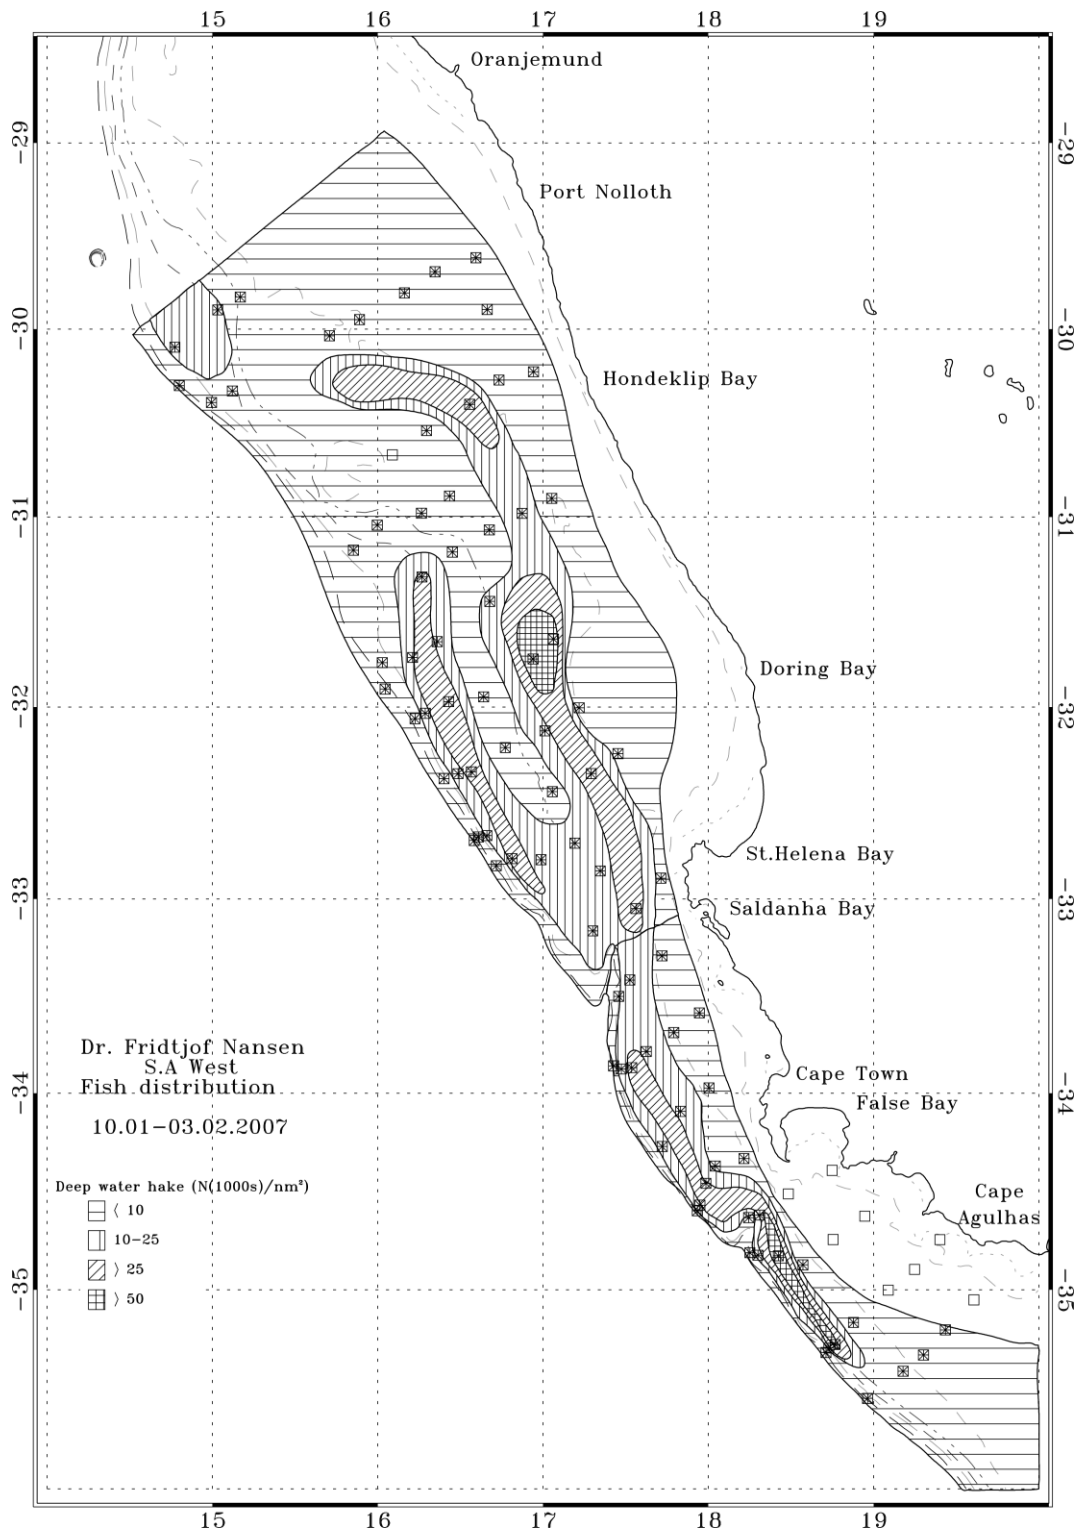 15 16 17 18 19
Oranjemund
-29 -29
Port Nolloth
-30 -30
Hondeklip Bay
-31 -31
Doring Bay
-32 -32
St.Helena Bay
-33 -33
Saldanha Bay
Dr. Fridtjof Nansen
S.A West
Fish distribution
10.01-03.02.2007
Cape Town
-34 -34
False Bay
Deep water hake (N(1000s)/nm²)
⟨ 10
10-25
⟩ 25
⟩ 50
Cape
Agulhas
-35 -35
15 16 17 18 19